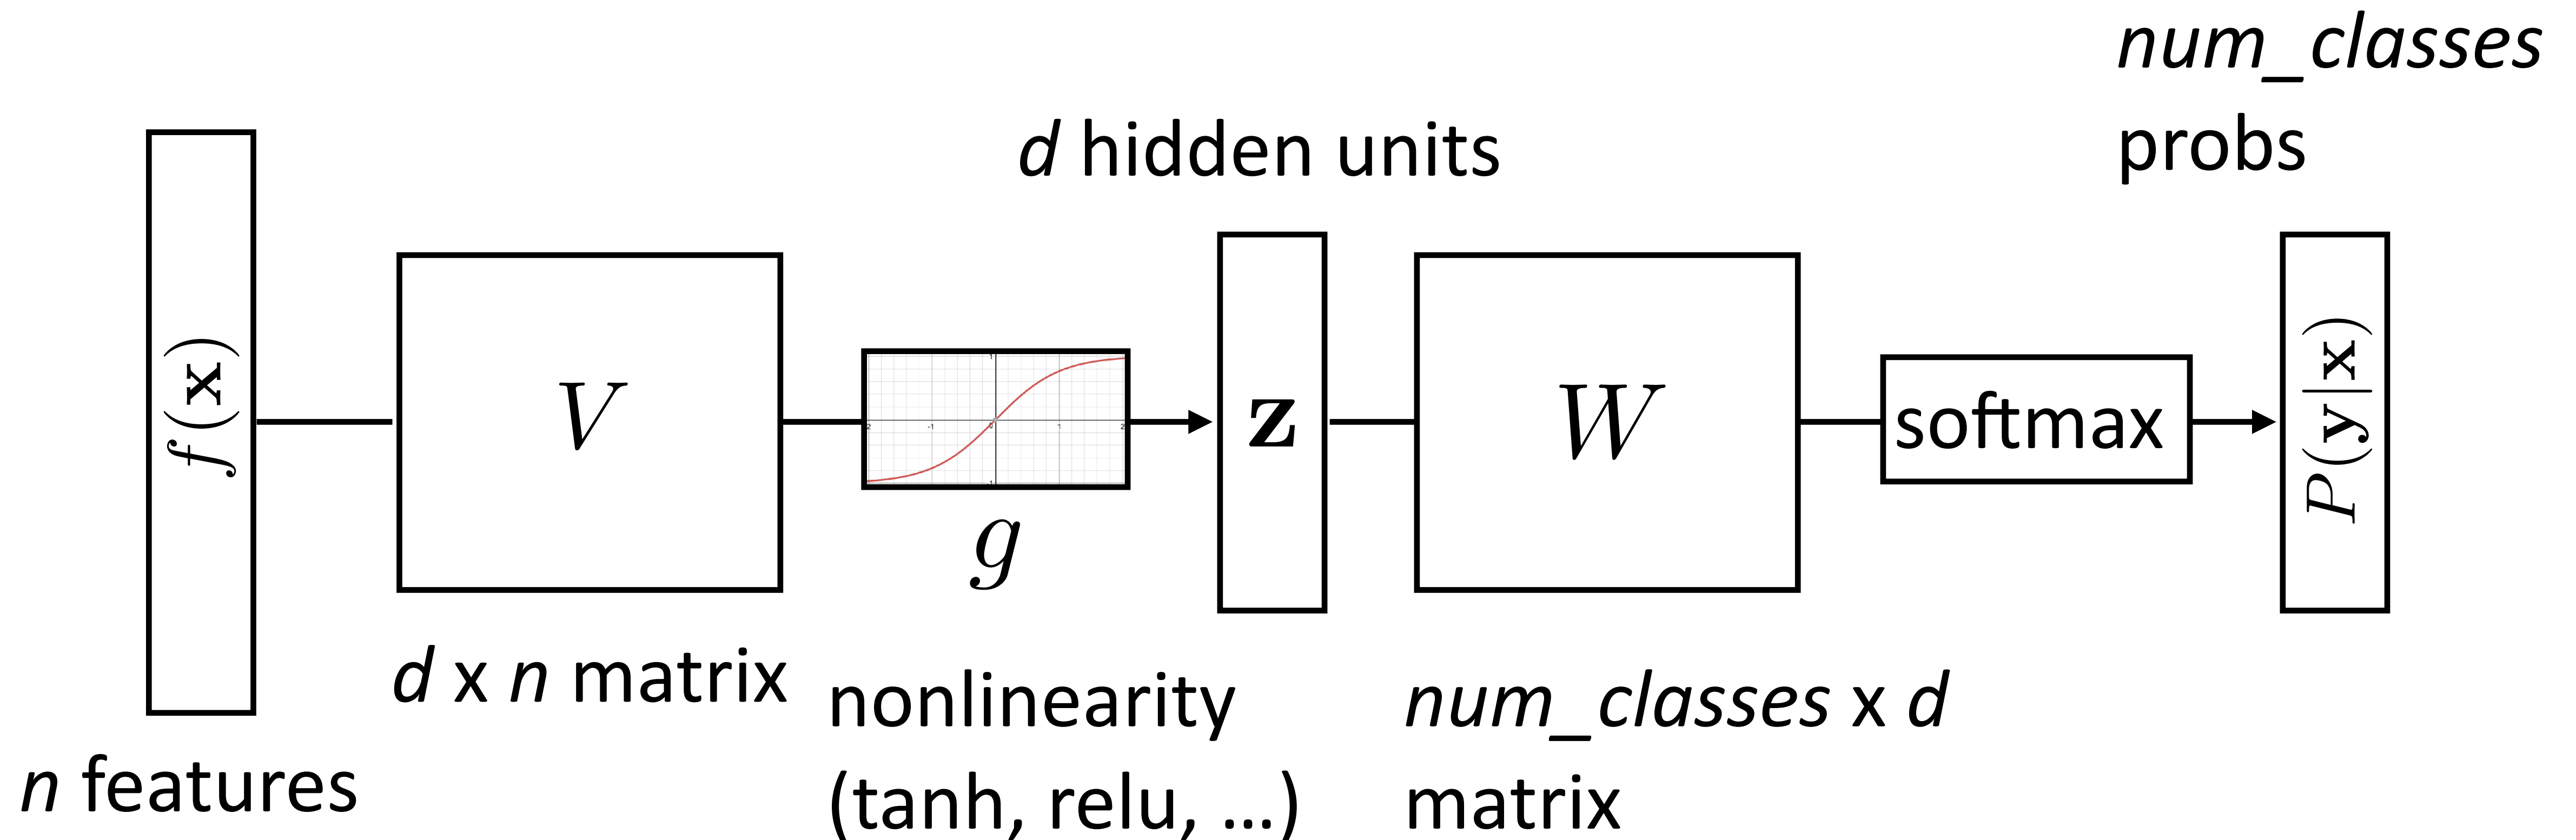 num_classes
probs
d hidden units
f(x)
V
g
z
W
softmax
P(y|x)
d x n matrix
nonlinearity
(tanh, relu, ...)
num_classes x d
matrix
n features